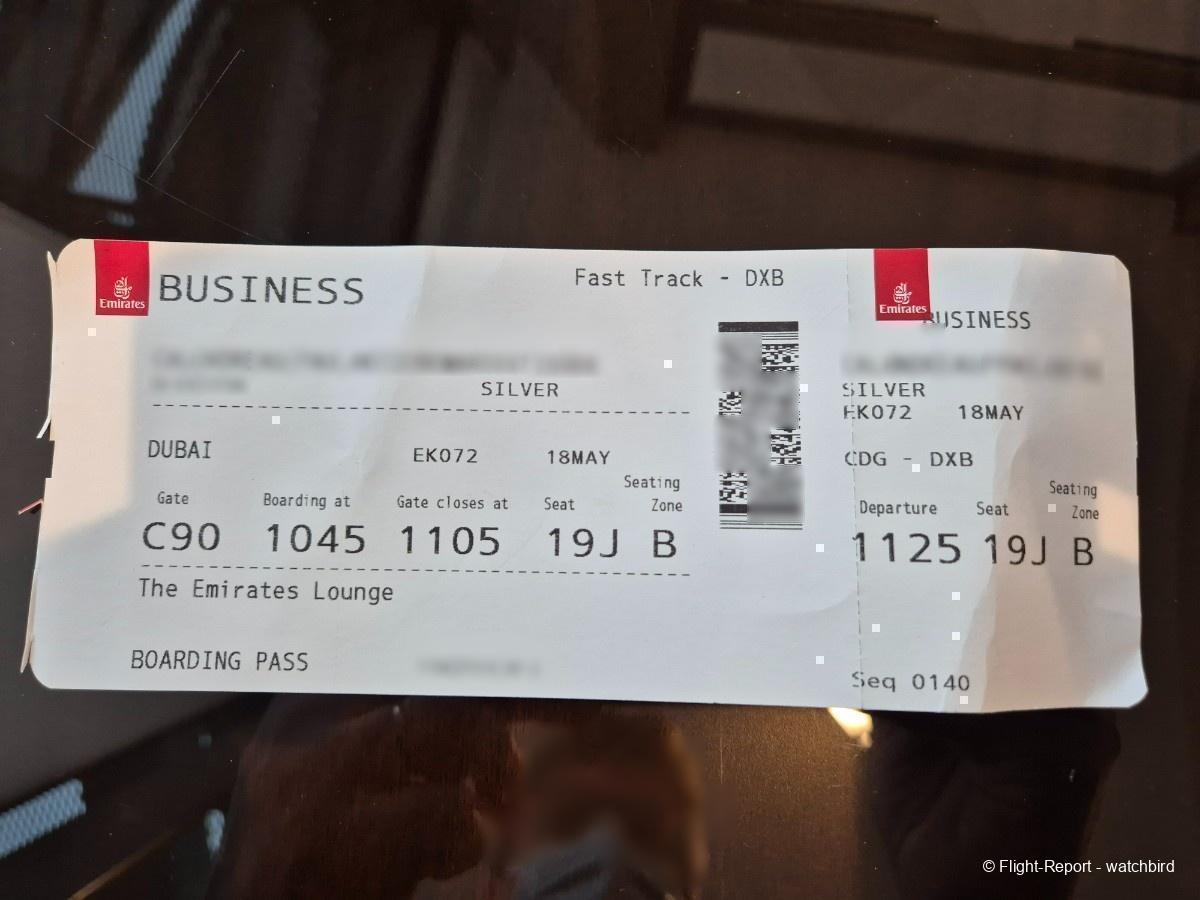 Emirates
BUSINESS
Fast Track - DXB
SILVER
DUBAI EK072 18MAY
Gate Boarding at Gate closes at Seat Seating Zone
C90 1045 1105 19J B
The Emirates Lounge
BOARDING PASS
Emirates
BUSINESS
SILVER
EK072 18MAY
CDG - DXB
Departure Seat Seating Zone
1125 19J B
Seq 0140
© Flight-Report - watchbird